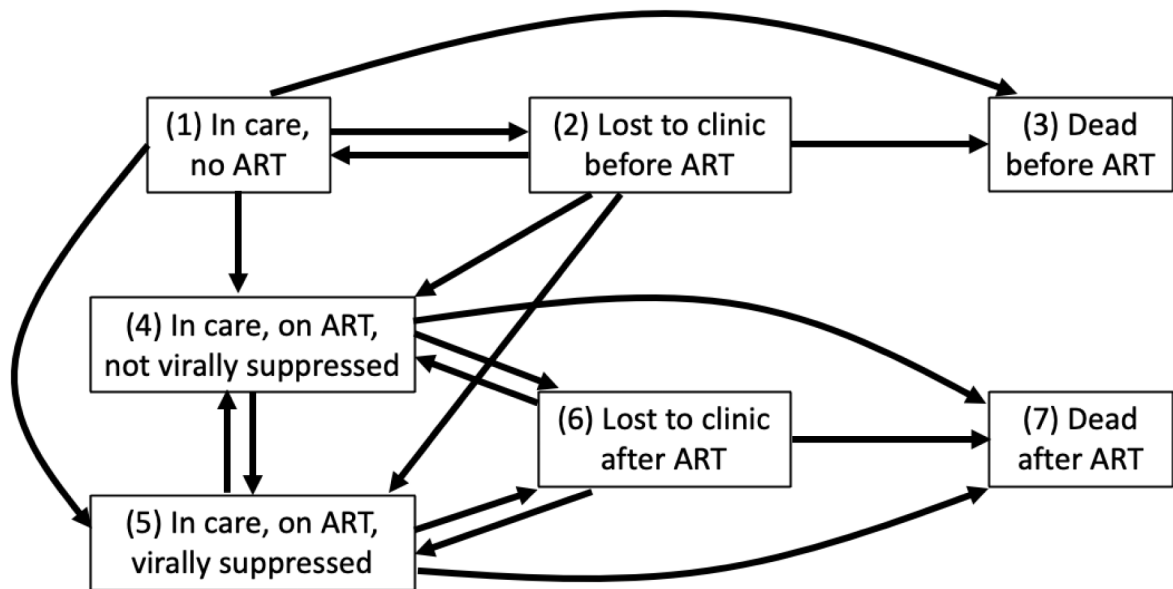 (1) In care,
no ART
(2) Lost to clinic
before ART
(3) Dead
before ART
(4) In care, on ART,
not virally suppressed
(6) Lost to clinic
after ART
(7) Dead
after ART
(5) In care, on ART,
virally suppressed